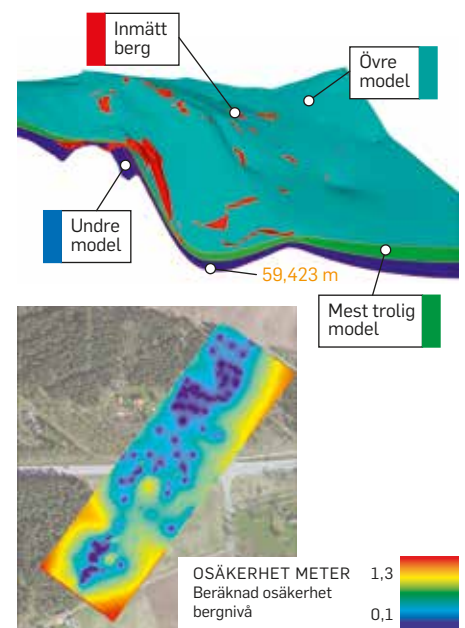 Inmätt
berg
Övre
model
Undre
model
59,423 m
Mest trolig
model
OSÄKERHET METER
Beräknad osäkerhet
bergnivå
1,3
0,1